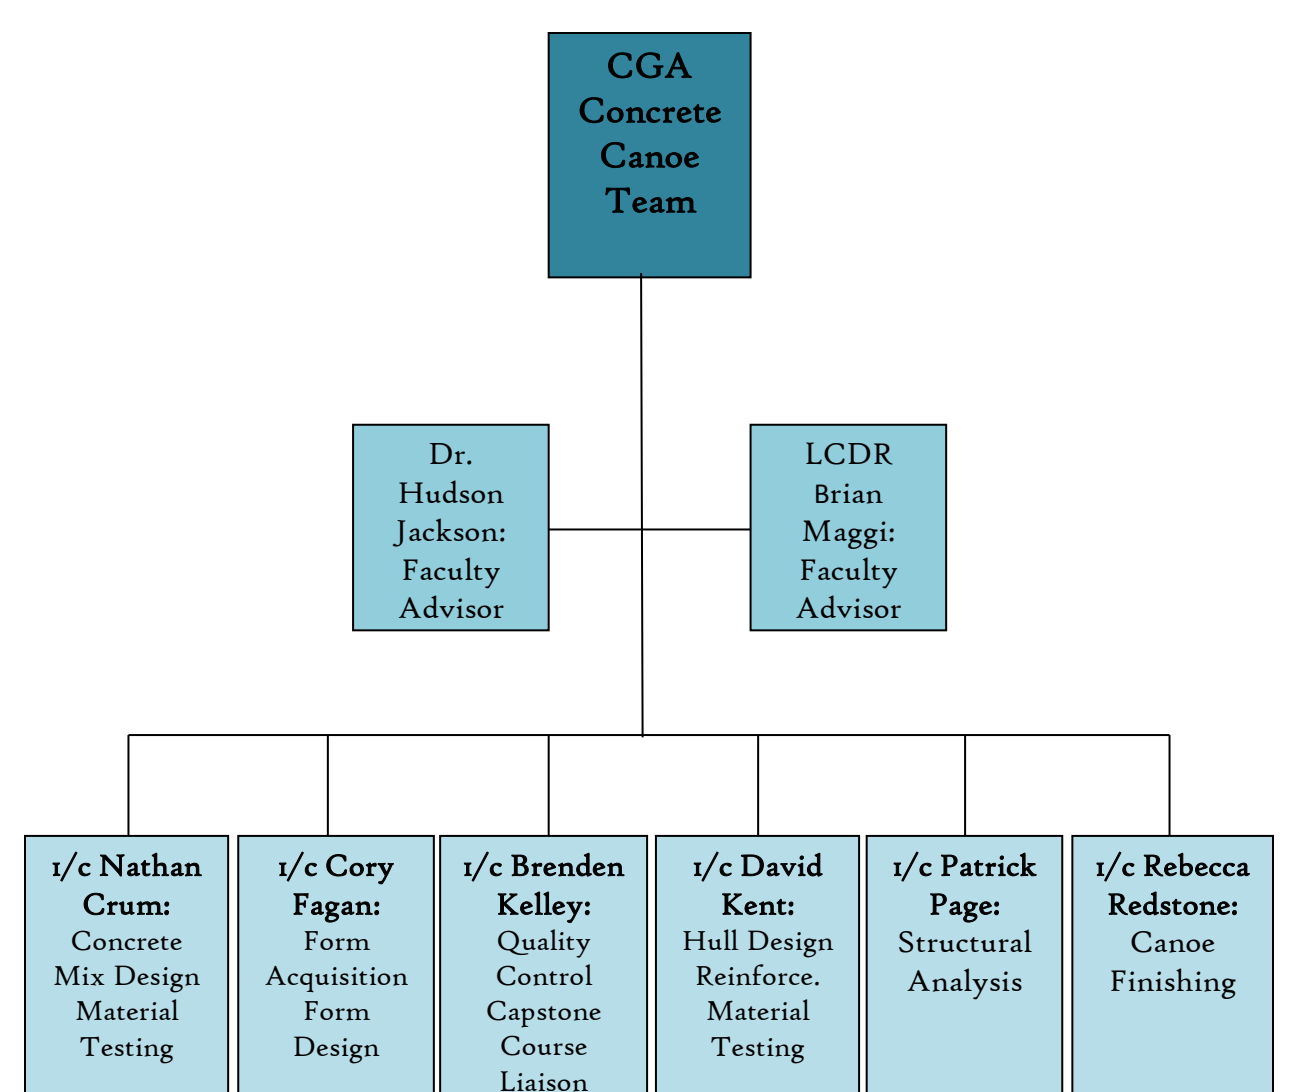 CGA
Concrete
Canoe
Team
Dr.
Hudson
Jackson:
Faculty
Advisor
LCDR
Brian
Maggi:
Faculty
Advisor
1/c Nathan
Crum:
Concrete
Mix Design
Material
Testing
1/c Cory
Fagan:
Form
Acquisition
Form
Design
1/c Brenden
Kelley:
Quality
Control
Capstone
Course
Liaison
1/c David
Kent:
Hull Design
Reinforce.
Material
Testing
1/c Patrick
Page:
Structural
Analysis
1/c Rebecca
Redstone:
Canoe
Finishing